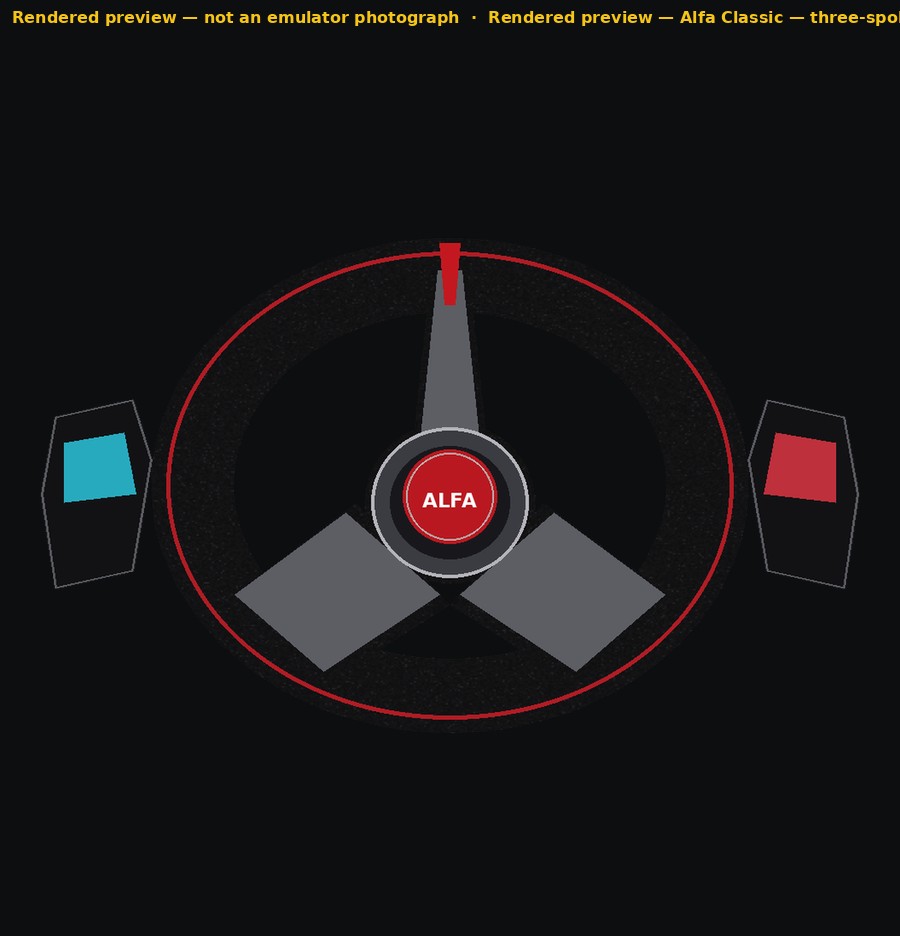 Rendered preview — not an emulator photograph · Rendered preview — Alfa Classic — three-spo
ALFA